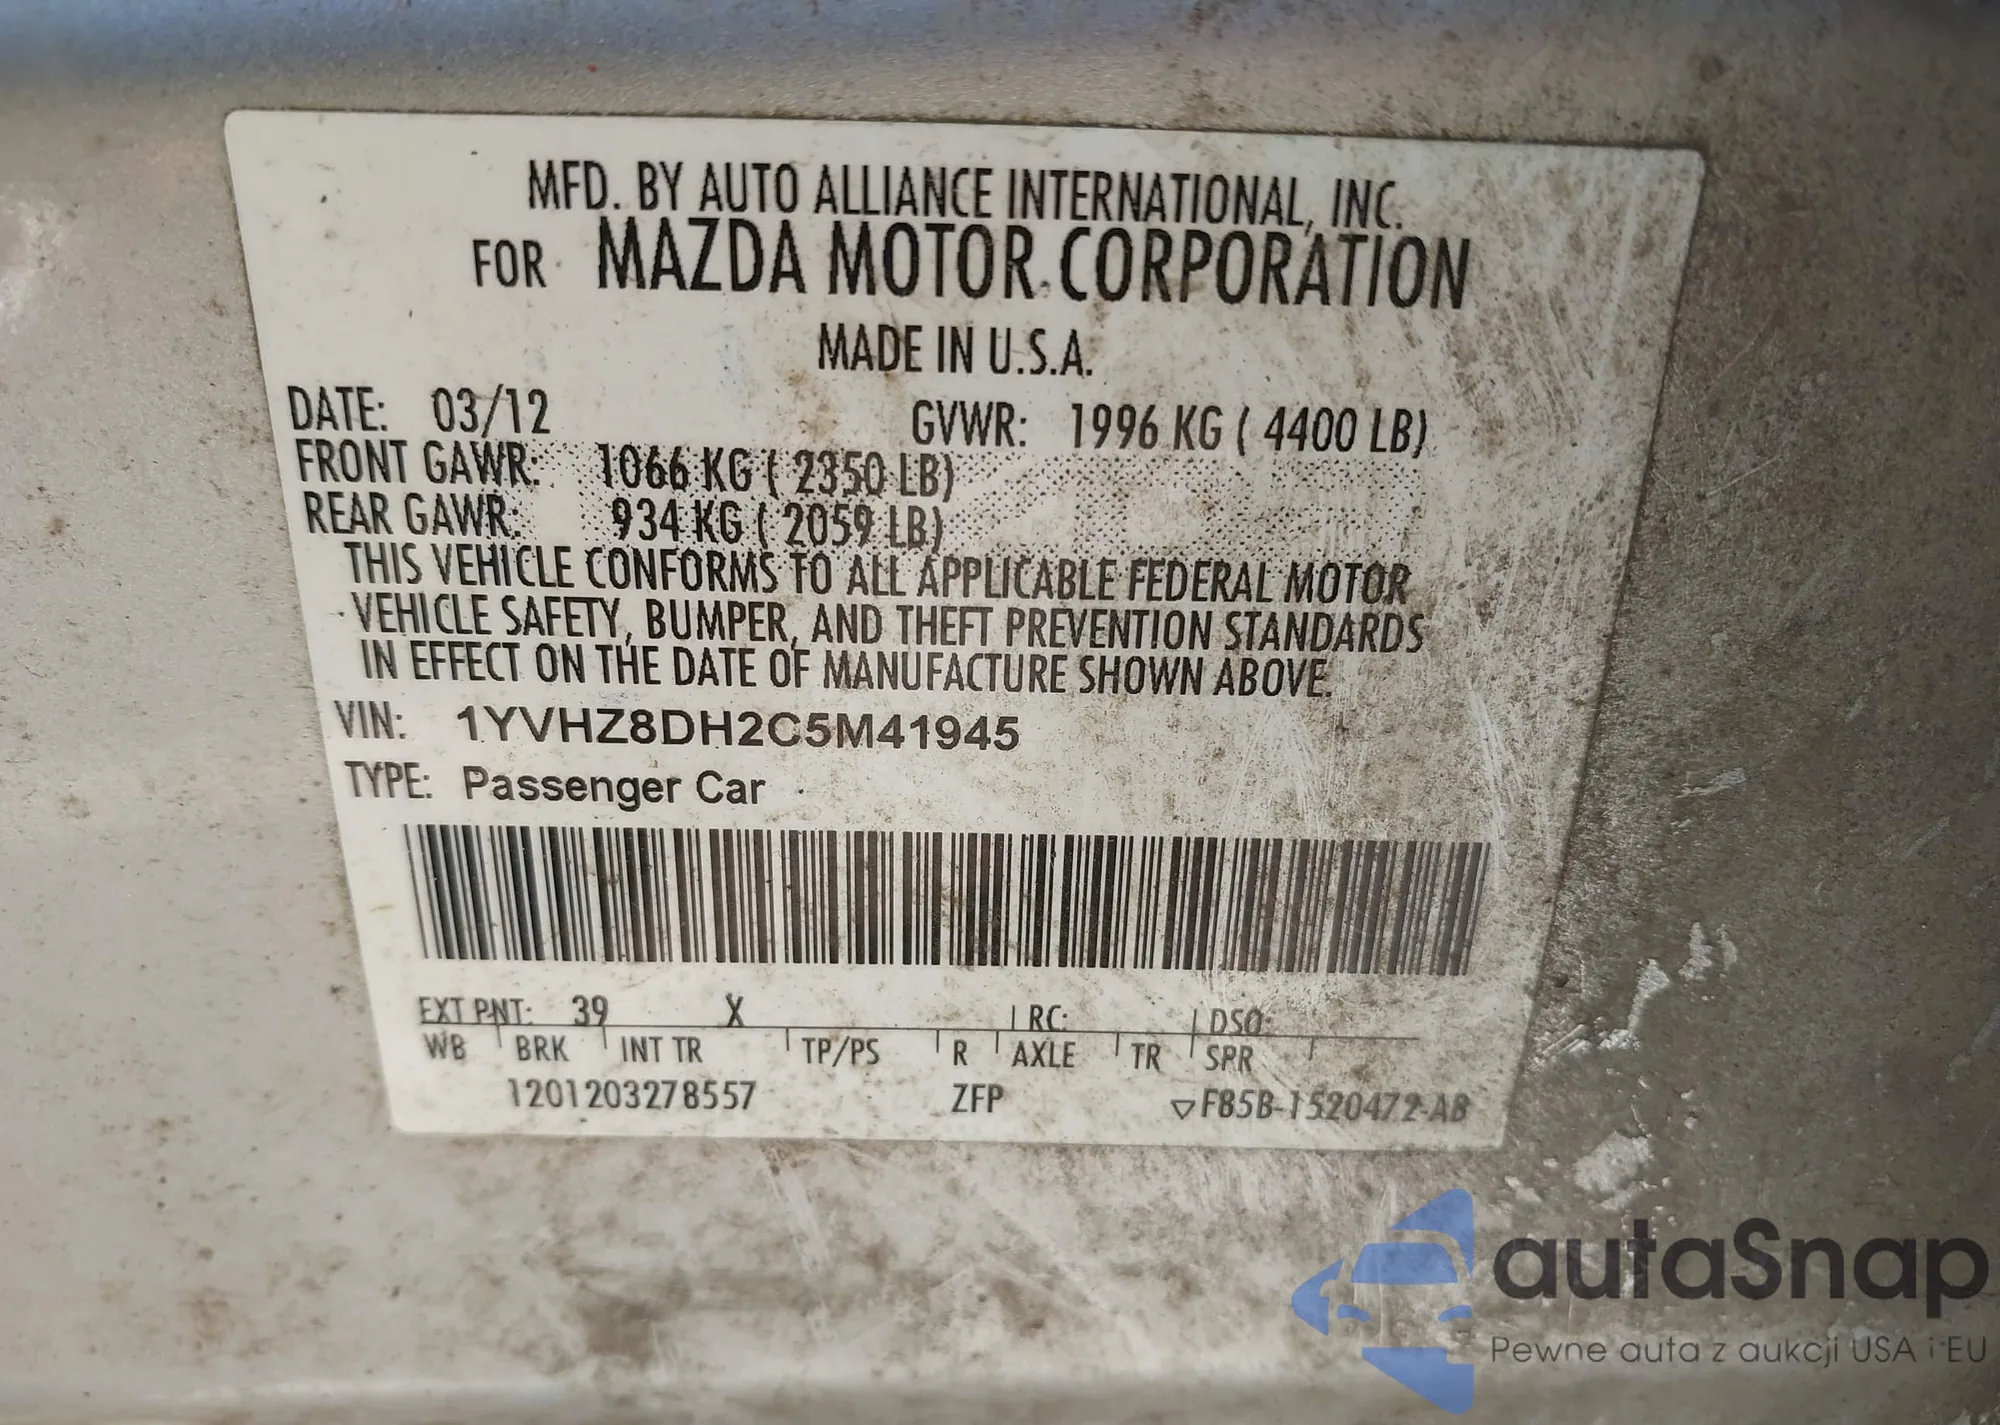 MFD. BY AUTO ALLIANCE INTERNATIONAL, INC.
FOR MAZDA MOTOR CORPORATION
MADE IN U.S.A.
DATE: 03/12 GVWR: 1996 KG ( 4400 LB)
FRONT GAWR: 1066 KG ( 2350 LB)
REAR GAWR: 934 KG ( 2059 LB)
THIS VEHICLE CONFORMS TO ALL APPLICABLE FEDERAL MOTOR
VEHICLE SAFETY, BUMPER, AND THEFT PREVENTION STANDARDS
IN EFFECT ON THE DATE OF MANUFACTURE SHOWN ABOVE.
VIN: 1YVHZ8DH2C5M41945
TYPE: Passenger Car
EXT PNT: 39 X RC: DSO:
WB BRK INT TR TP/PS R AXLE TR SPR
1201203278557 ZFP ▽F85B-1520472-AB
autaSnap
Pewne auta z aukcji USA i EU